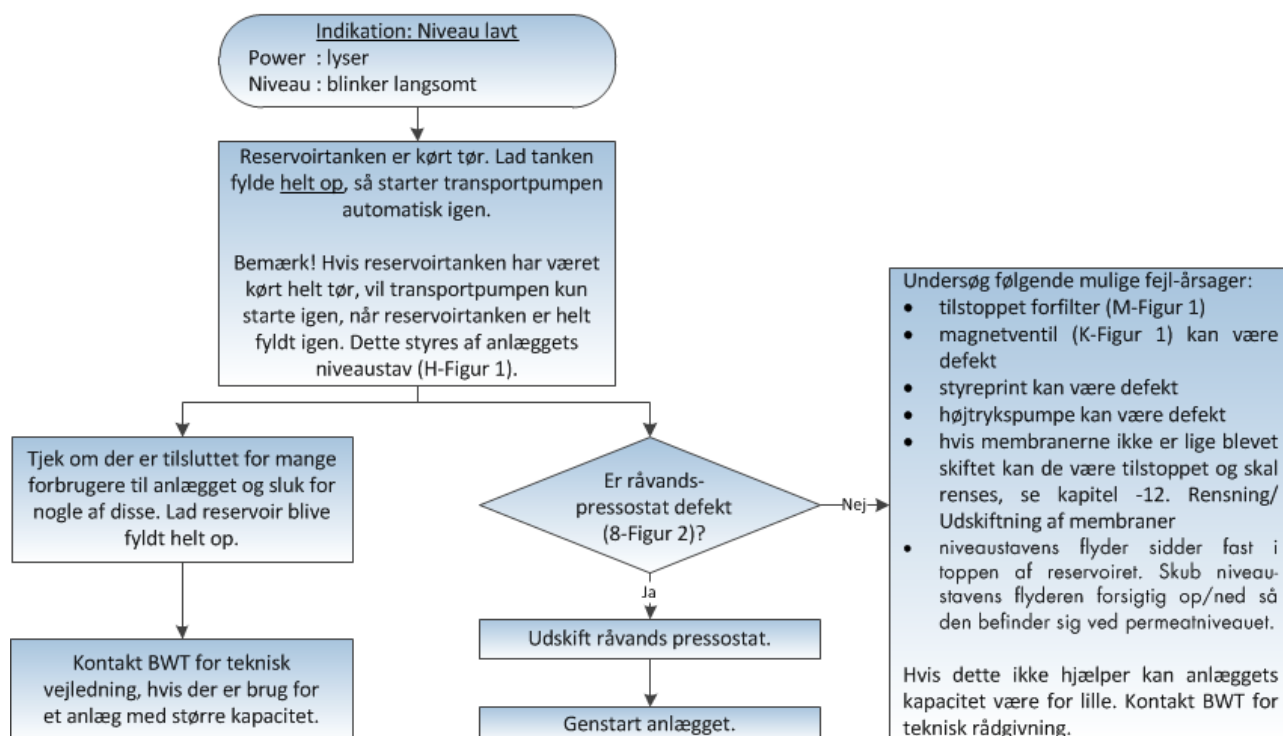 Indikation: Niveau lavt
Power : lyser
Niveau : blinker langsomt
Reservoirtanken er kørt tør. Lad tanken
fylde helt op, så starter transportpumpen
automatisk igen.
Bemærk! Hvis reservoirtanken har været
kørt helt tør, vil transportpumpen kun
starte igen, når reservoirtanken er helt
fyldt igen. Dette styres af anlæggets
niveaustav (H-Figur 1).
Tjek om der er tilsluttet for mange
forbrugere til anlægget og sluk for
nogle af disse. Lad reservoir blive
fyldt helt op.
Kontakt BWT for teknisk
vejledning, hvis der er brug for
et anlæg med større kapacitet.
Er råvands-
pressostat defekt
(8-Figur 2)?
Nej
Ja
Udskift råvands pressostat.
Genstart anlægget.
Undersøg følgende mulige fejl-årsager:
• tilstoppet forfilter (M-Figur 1)
• magnetventil (K-Figur 1) kan være
defekt
• styreprint kan være defekt
• højtrykspumpe kan være defekt
• hvis membranerne ikke er lige blevet
skiftet kan de være tilstoppet og skal
renses, se kapitel -12. Rensning/
Udskiftning af membraner
• niveaustavens flyder sidder fast i
toppen af reservoiret. Skub niveau-
stavens flyderen forsigtig op/ned så
den befinder sig ved permeatniveauet.
Hvis dette ikke hjælper kan anlæggets
kapacitet være for lille. Kontakt BWT for
teknisk rådgivning.